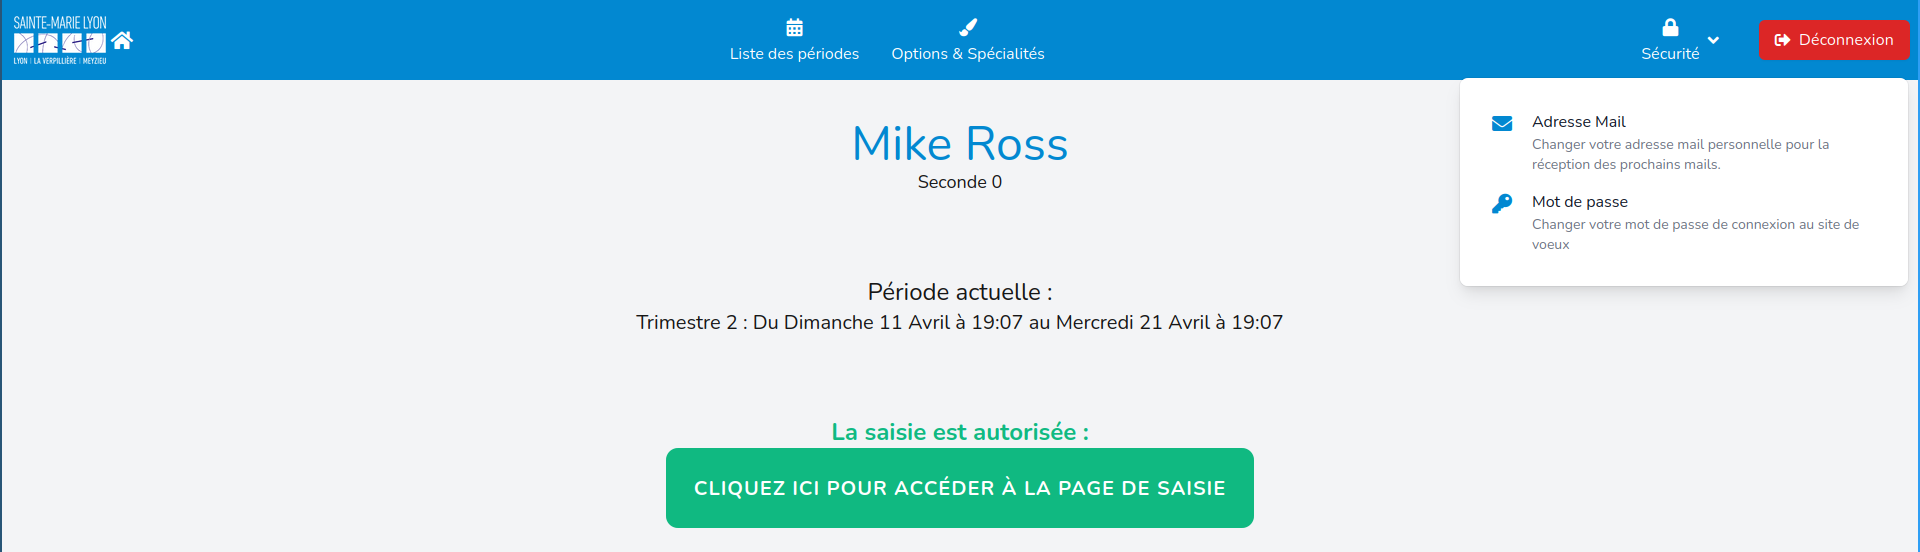 SAINTE-MARIE LYON
LYON | LA VERPILLIÈRE | MEYZIEU
Liste des périodes
Options & Spécialités
Sécurité
Déconnexion
Adresse Mail
Changer votre adresse mail personnelle pour la
réception des prochains mails.
Mot de passe
Changer votre mot de passe de connexion au site de
voeux
Mike Ross
Seconde 0
Période actuelle :
Trimestre 2 : Du Dimanche 11 Avril à 19:07 au Mercredi 21 Avril à 19:07
La saisie est autorisée :
CLIQUEZ ICI POUR ACCÉDER À LA PAGE DE SAISIE